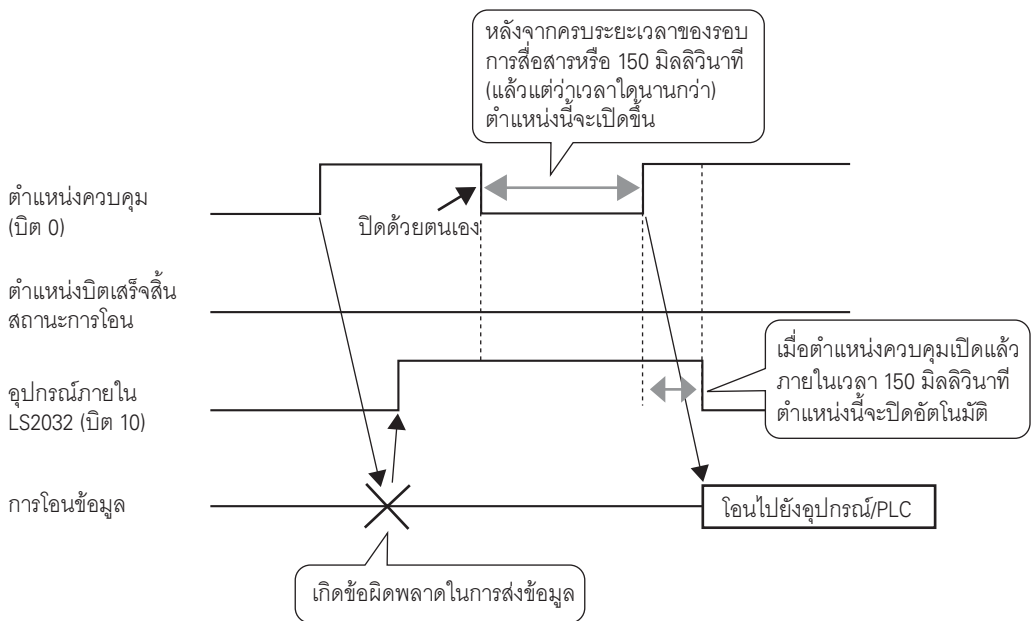 หลังจากครบระยะเวลาของรอบ
การสื่อสารหรือ 150 มิลลิวินาที
(แล้วแต่ว่าเวลาใดนานกว่า)
ตำแหน่งนี้จะเปิดขึ้น
ตำแหน่งควบคุม
(บิต 0)
ปิดด้วยตนเอง
ตำแหน่งบิตเสร็จสิ้น
สถานะการโอน
เมื่อตำแหน่งควบคุมเปิดแล้ว
ภายในเวลา 150 มิลลิวินาที
ตำแหน่งนี้จะปิดอัตโนมัติ
อุปกรณ์ภายใน
LS2032 (บิต 10)
การโอนข้อมูล
โอนไปยังอุปกรณ์/PLC
เกิดข้อผิดพลาดในการส่งข้อมูล